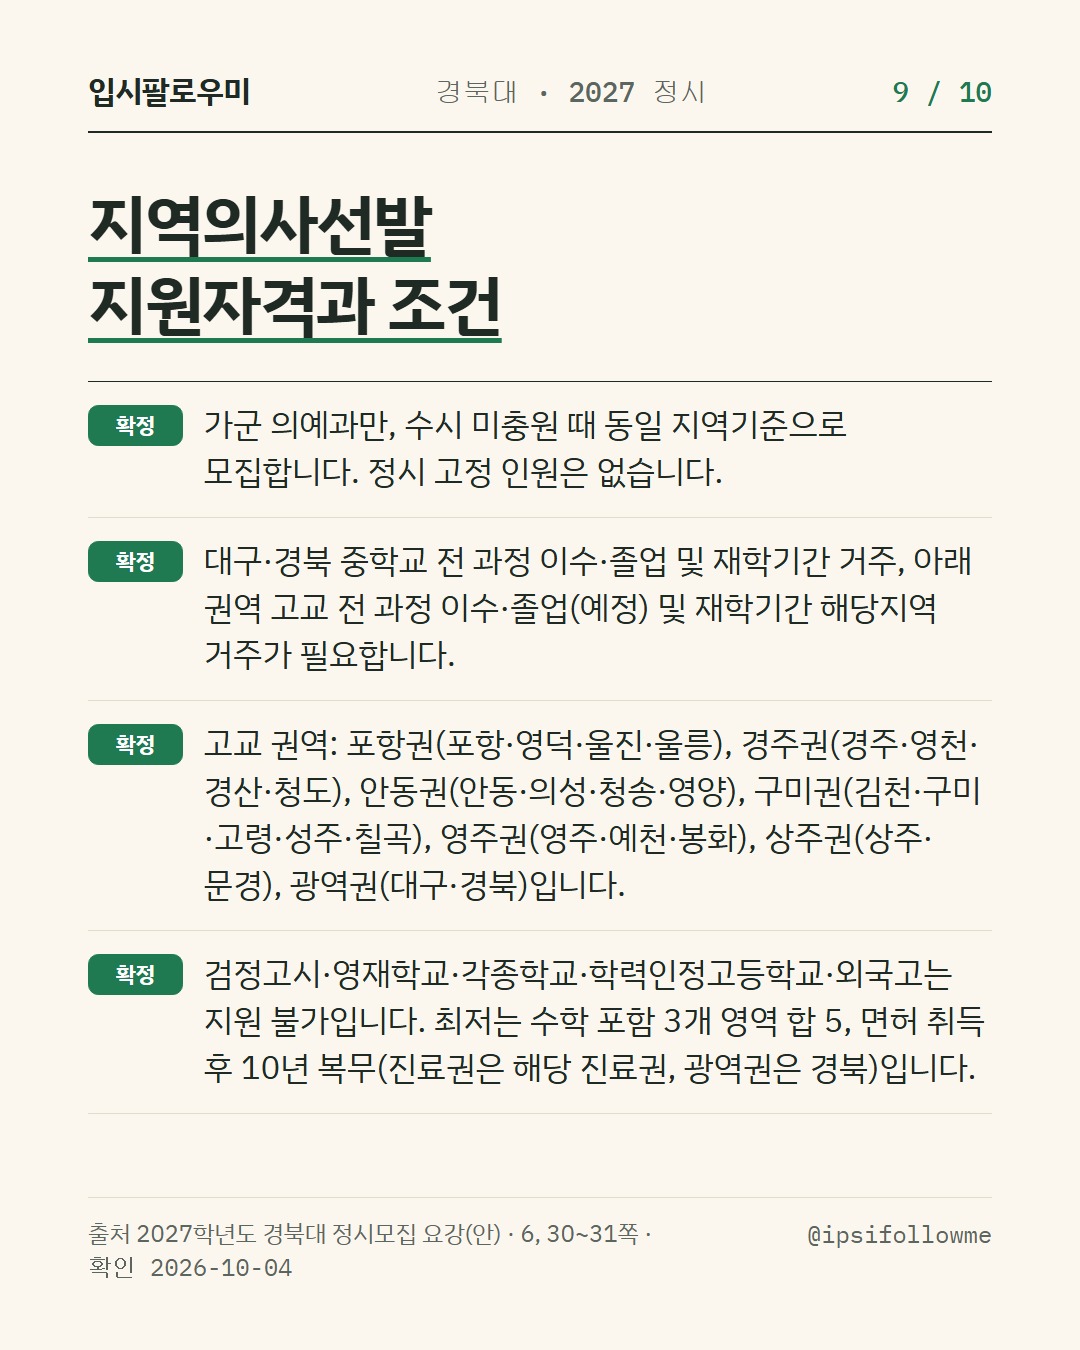 입시팔로우미
경북대 · 2027 정시
9 / 10
지역의사선발
지원자격과 조건
확정
가군 의예과만, 수시 미충원 때 동일 지역기준으로
모집합니다. 정시 고정 인원은 없습니다.
확정
대구·경북 중학교 전 과정 이수·졸업 및 재학기간 거주, 아래
권역 고교 전 과정 이수·졸업(예정) 및 재학기간 해당지역
거주가 필요합니다.
확정
고교 권역: 포항권(포항·영덕·울진·울릉), 경주권(경주·영천·
경산·청도), 안동권(안동·의성·청송·영양), 구미권(김천·구미
·고령·성주·칠곡), 영주권(영주·예천·봉화), 상주권(상주·
문경), 광역권(대구·경북)입니다.
확정
검정고시·영재학교·각종학교·학력인정고등학교·외국고는
지원 불가입니다. 최저는 수학 포함 3개 영역 합 5, 면허 취득
후 10년 복무(진료권은 해당 진료권, 광역권은 경북)입니다.
출처 2027학년도 경북대 정시모집 요강(안) · 6, 30~31쪽 ·
확인 2026-10-04
@ipsifollowme